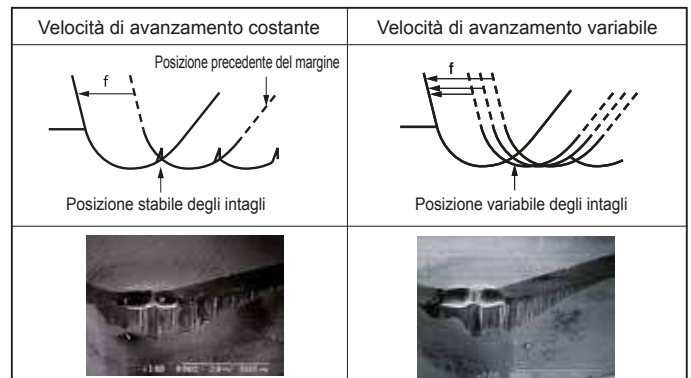 Velocità di avanzamento costante
Velocità di avanzamento variabile
Posizione precedente del margine
f
Posizione stabile degli intagli
f
Posizione variabile degli intagli